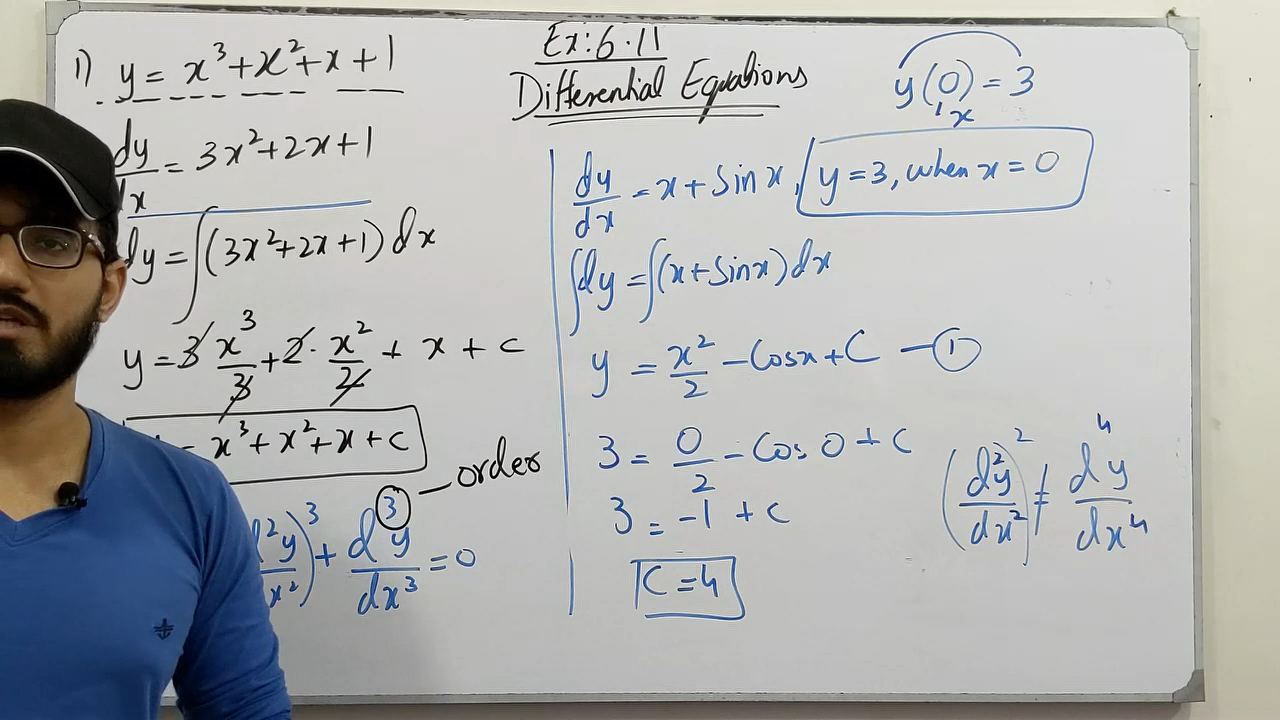 Ex: 6.11
Differential Equations
1) y = x³ + x² + x + 1
dy/dx = 3x² + 2x + 1
dy = ∫(3x² + 2x + 1) dx
y = 3 x³/3 + 2 · x²/2 + x + c
= x³ + x² + x + c
order
d²y/x²)³ + d³y/dx³ = 0
y(0) = 3
x
dy/dx = x + Sin x, y = 3, when x = 0
∫dy = ∫(x + Sin x) dx
y = x²/2 - Cos x + C — ①
3 = 0/2 - Cos 0 + C
3 = -1 + C
C = 4
(d²y/dx²)² ≠ d⁴y/dx⁴